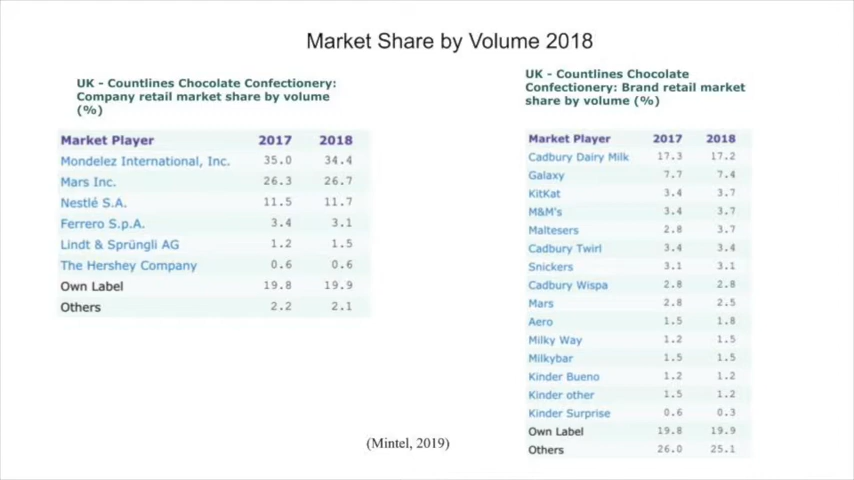 Market Share by Volume 2018
UK - Countlines Chocolate Confectionery:
Company retail market share by volume
(%)
Market Player 2017 2018
Mondelez International, Inc. 35.0 34.4
Mars Inc. 26.3 26.7
Nestlé S.A. 11.5 11.7
Ferrero S.p.A. 3.4 3.1
Lindt & Sprüngli AG 1.2 1.5
The Hershey Company 0.6 0.6
Own Label 19.8 19.9
Others 2.2 2.1
UK - Countlines Chocolate
Confectionery: Brand retail market
share by volume (%)
Market Player 2017 2018
Cadbury Dairy Milk 17.3 17.2
Galaxy 7.7 7.4
KitKat 3.4 3.7
M&M's 3.4 3.7
Maltesers 2.8 3.7
Cadbury Twirl 3.4 3.4
Snickers 3.1 3.1
Cadbury Wispa 2.8 2.8
Mars 2.8 2.5
Aero 1.5 1.8
Milky Way 1.2 1.5
Milkybar 1.5 1.5
Kinder Bueno 1.2 1.2
Kinder other 1.5 1.2
Kinder Surprise 0.6 0.3
Own Label 19.8 19.9
Others 26.0 25.1
(Mintel, 2019)